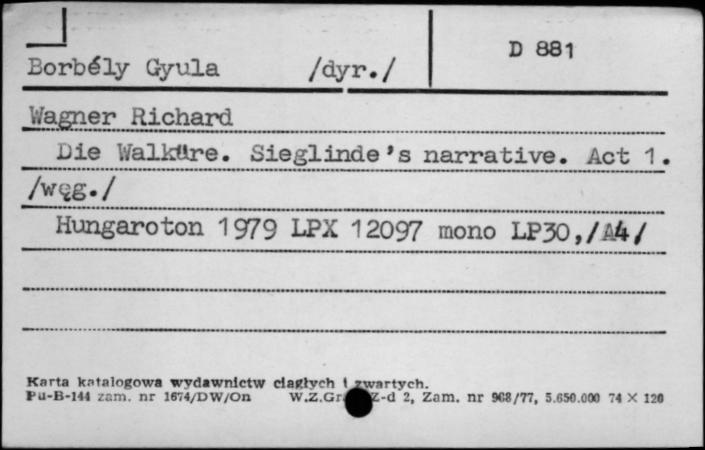 Borbély Gyula /dyr./ D 881
Wagner Richard
Die Walküre. Sieglinde's narrative. Act 1.
/węg./
Hungaroton 1979 LPX 12097 mono LP30,/A4/
Karta katalogowa wydawnictw ciągłych i zwartych.
Pu-B-144 zam. nr 1674/DW/On W.Z.Gr Z-d 2, Zam. nr 968/77, 5.650.000 74 × 120